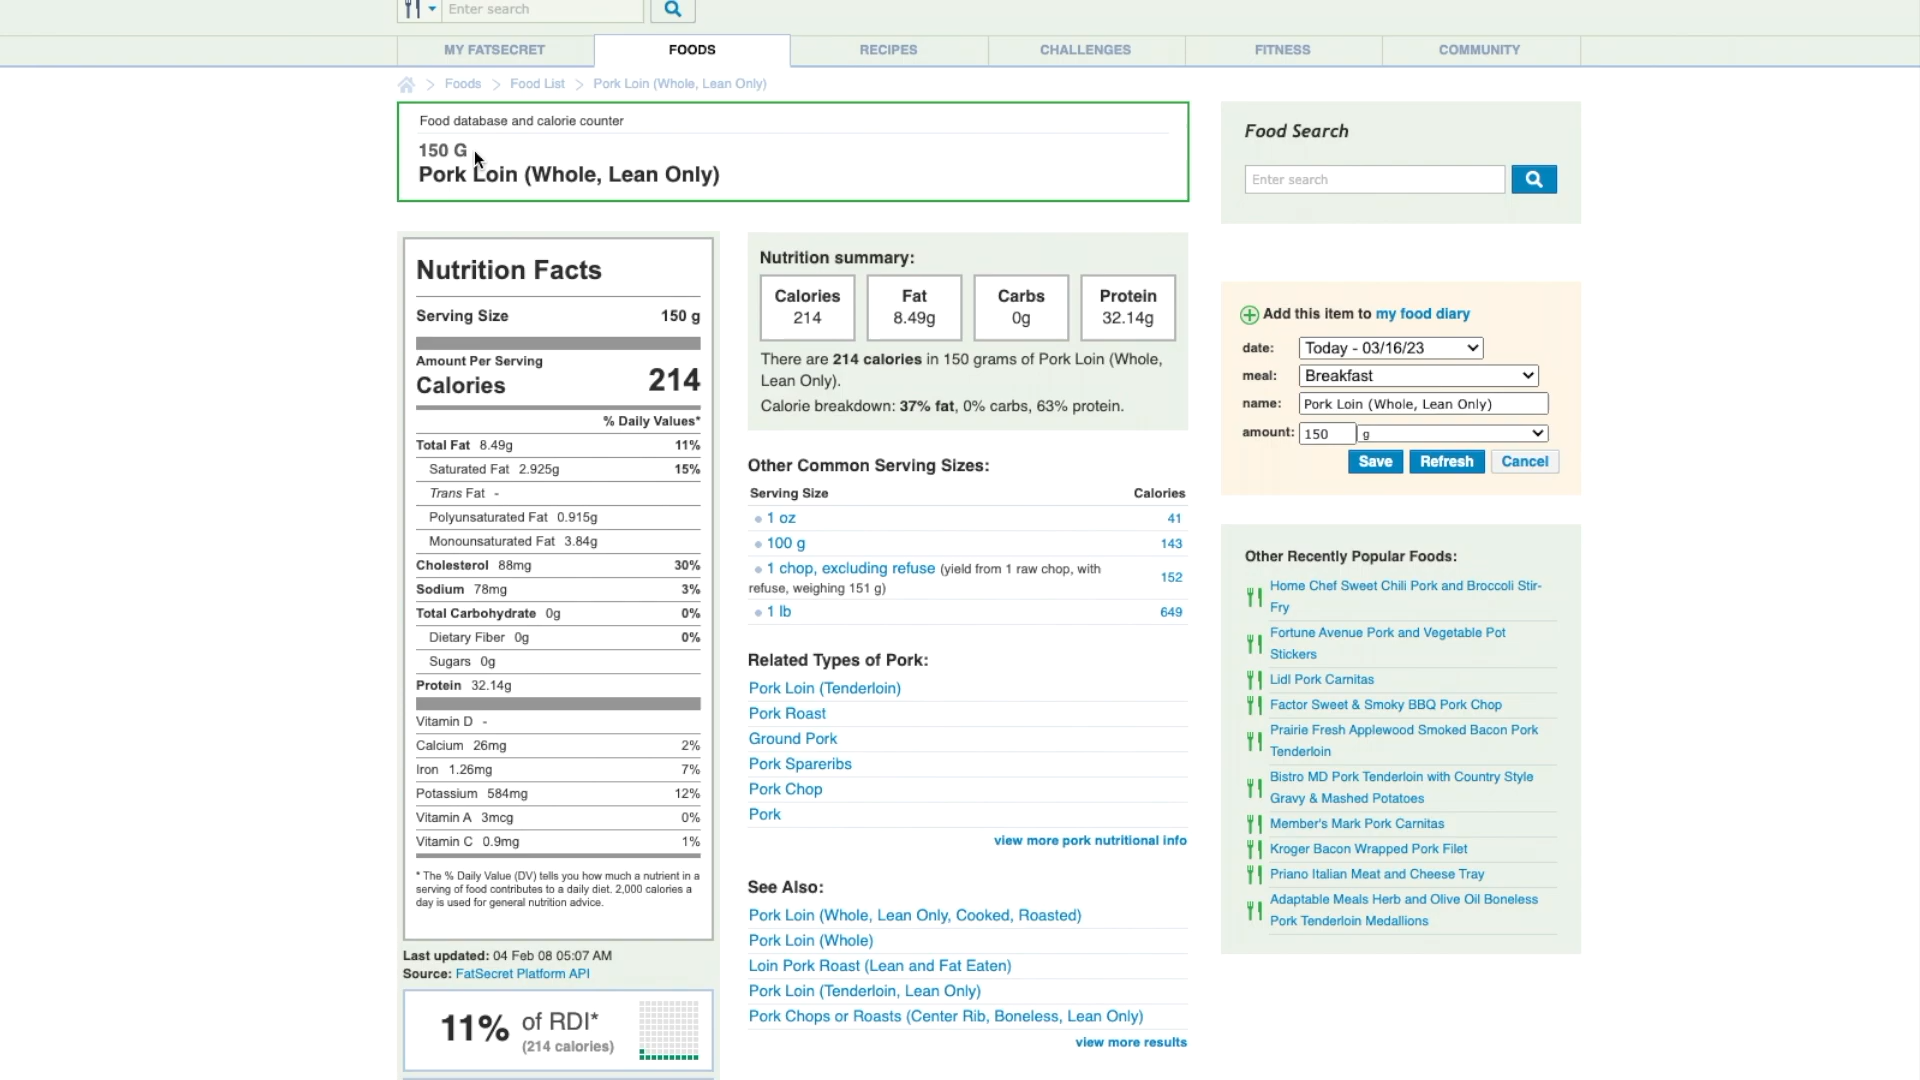 Enter search
MY FATSECRET
FOODS
RECIPES
CHALLENGES
FITNESS
COMMUNITY
Foods
Food List
Pork Loin (Whole, Lean Only)
Food database and calorie counter
150 G
Pork Loin (Whole, Lean Only)
Nutrition Facts
Serving Size 150 g
Amount Per Serving
Calories 214
% Daily Values*
Total Fat 8.49g 11%
Saturated Fat 2.925g 15%
Trans Fat -
Polyunsaturated Fat 0.915g
Monounsaturated Fat 3.84g
Cholesterol 88mg 30%
Sodium 78mg 3%
Total Carbohydrate 0g 0%
Dietary Fiber 0g 0%
Sugars 0g
Protein 32.14g
Vitamin D -
Calcium 26mg 2%
Iron 1.26mg 7%
Potassium 584mg 12%
Vitamin A 3mcg 0%
Vitamin C 0.9mg 1%
* The % Daily Value (DV) tells you how much a nutrient in a
serving of food contributes to a daily diet. 2,000 calories a
day is used for general nutrition advice.
Last updated: 04 Feb 08 05:07 AM
Source: FatSecret Platform API
11% of RDI*
(214 calories)
Nutrition summary:
Calories
214
Fat
8.49g
Carbs
0g
Protein
32.14g
There are 214 calories in 150 grams of Pork Loin (Whole,
Lean Only).
Calorie breakdown: 37% fat, 0% carbs, 63% protein.
Other Common Serving Sizes:
Serving Size Calories
1 oz 41
100 g 143
1 chop, excluding refuse (yield from 1 raw chop, with
refuse, weighing 151 g) 152
1 lb 649
Related Types of Pork:
Pork Loin (Tenderloin)
Pork Roast
Ground Pork
Pork Spareribs
Pork Chop
Pork
view more pork nutritional info
See Also:
Pork Loin (Whole, Lean Only, Cooked, Roasted)
Pork Loin (Whole)
Loin Pork Roast (Lean and Fat Eaten)
Pork Loin (Tenderloin, Lean Only)
Pork Chops or Roasts (Center Rib, Boneless, Lean Only)
view more results
Food Search
Enter search
Add this item to my food diary
date: Today - 03/16/23
meal: Breakfast
name: Pork Loin (Whole, Lean Only)
amount: 150 g
Save Refresh Cancel
Other Recently Popular Foods:
Home Chef Sweet Chili Pork and Broccoli Stir-
Fry
Fortune Avenue Pork and Vegetable Pot
Stickers
Lidl Pork Carnitas
Factor Sweet & Smoky BBQ Pork Chop
Prairie Fresh Applewood Smoked Bacon Pork
Tenderloin
Bistro MD Pork Tenderloin with Country Style
Gravy & Mashed Potatoes
Member's Mark Pork Carnitas
Kroger Bacon Wrapped Pork Filet
Priano Italian Meat and Cheese Tray
Adaptable Meals Herb and Olive Oil Boneless
Pork Tenderloin Medallions